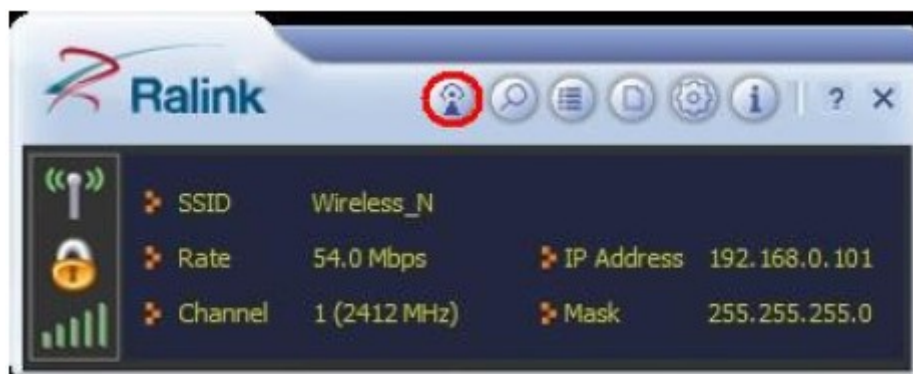 Ralink
? ×
SSID Wireless_N
Rate 54.0 Mbps IP Address 192.168.0.101
Channel 1 (2412 MHz) Mask 255.255.255.0